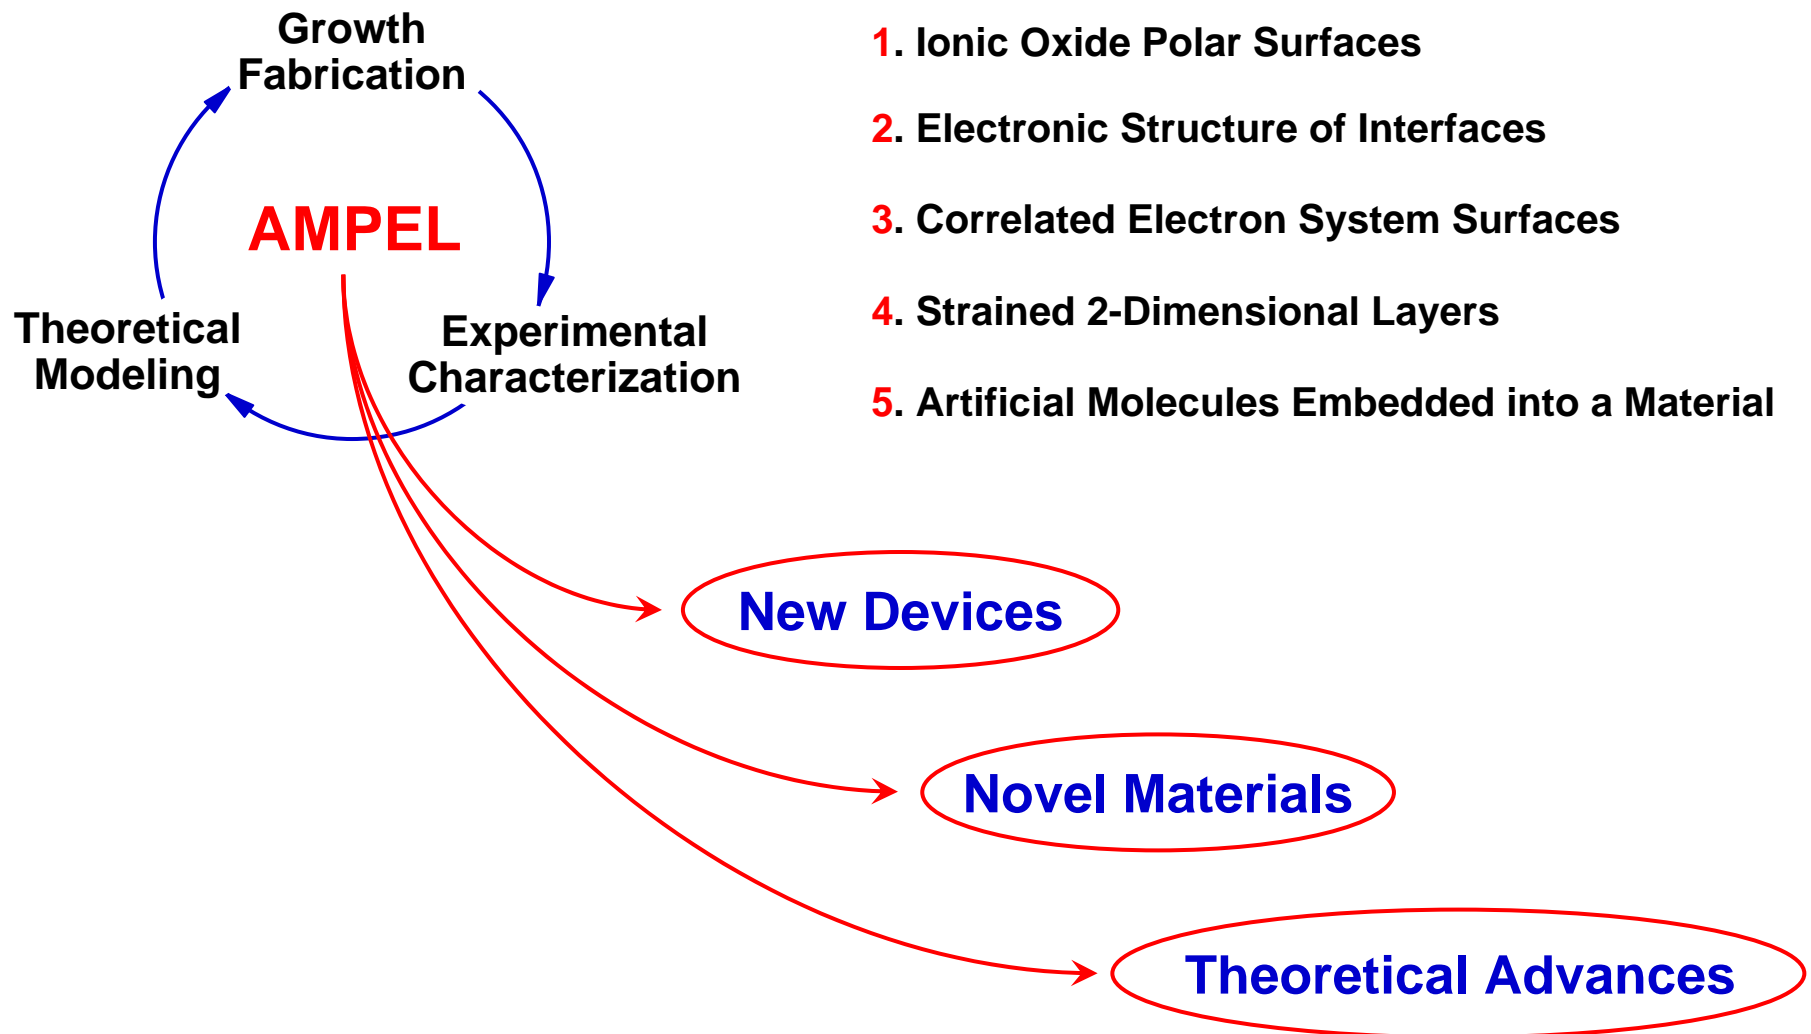 Growth
Fabrication
AMPEL
Theoretical
Modeling
Experimental
Characterization
1. Ionic Oxide Polar Surfaces
2. Electronic Structure of Interfaces
3. Correlated Electron System Surfaces
4. Strained 2-Dimensional Layers
5. Artificial Molecules Embedded into a Material
New Devices
Novel Materials
Theoretical Advances